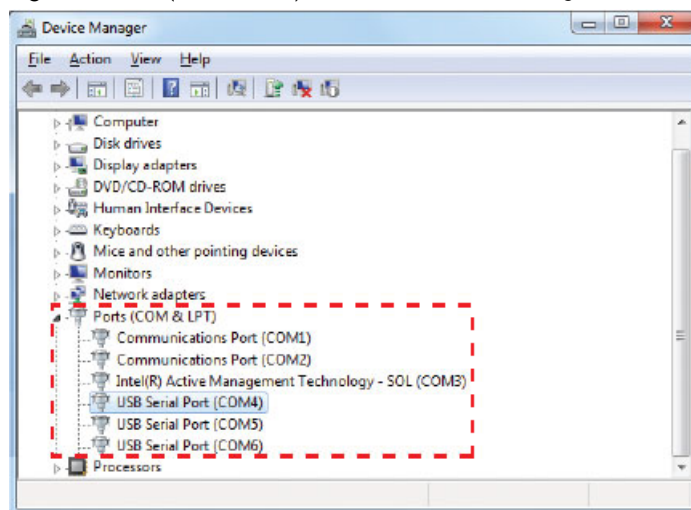 Device Manager
File Action View Help
Computer
Disk drives
Display adapters
DVD/CD-ROM drives
Human Interface Devices
Keyboards
Mice and other pointing devices
Monitors
Network adapters
Ports (COM & LPT)
Communications Port (COM1)
Communications Port (COM2)
Intel(R) Active Management Technology - SOL (COM3)
USB Serial Port (COM4)
USB Serial Port (COM5)
USB Serial Port (COM6)
Processors